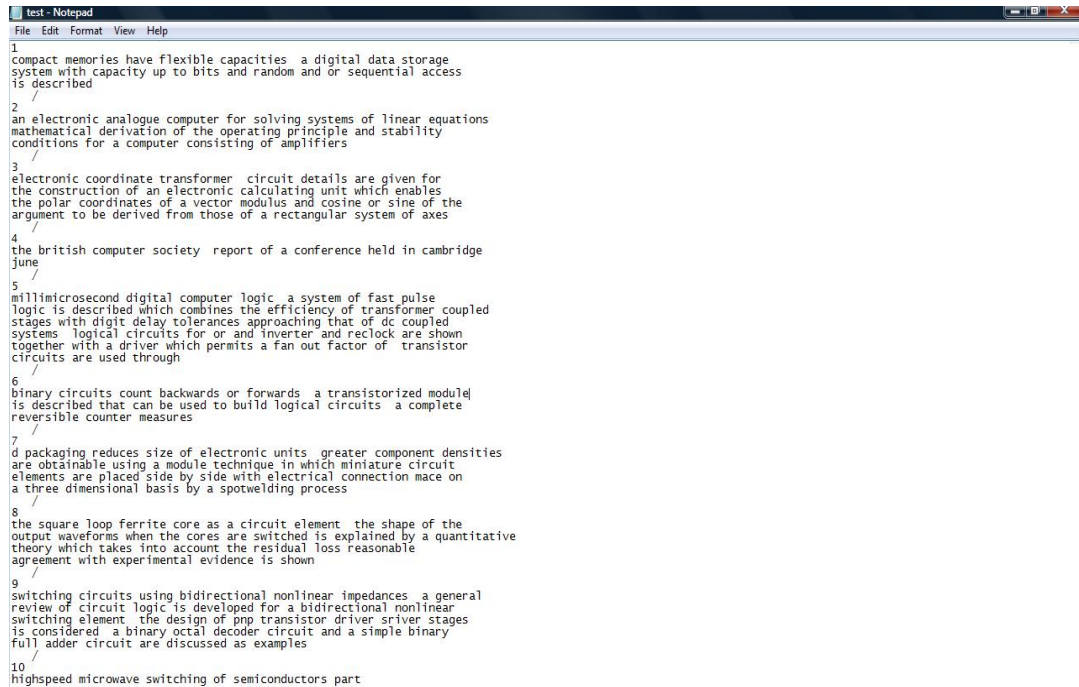 test - Notepad
File Edit Format View Help
1
compact memories have flexible capacities  a digital data storage
system with capacity up to bits and random and or sequential access
is described
/
2
an electronic analogue computer for solving systems of linear equations
mathematical derivation of the operating principle and stability
conditions for a computer consisting of amplifiers
/
3
electronic coordinate transformer  circuit details are given for
the construction of an electronic calculating unit which enables
the polar coordinates of a vector modulus and cosine or sine of the
argument to be derived from those of a rectangular system of axes
/
4
the british computer society  report of a conference held in cambridge
june
/
5
millimicrosecond digital computer logic  a system of fast pulse
logic is described which combines the efficiency of transformer coupled
stages with digit delay tolerances approaching that of dc coupled
systems  logical circuits for or and inverter and reclock are shown
together with a driver which permits a fan out factor of  transistor
circuits are used through
/
6
binary circuits count backwards or forwards  a transistorized module
is described that can be used to build logical circuits  a complete
reversible counter measures
/
7
d packaging reduces size of electronic units  greater component densities
are obtainable using a module technique in which miniature circuit
elements are placed side by side with electrical connection mace on
a three dimensional basis by a spotwelding process
/
8
the square loop ferrite core as a circuit element  the shape of the
output waveforms when the cores are switched is explained by a quantitative
theory which takes into account the residual loss reasonable
agreement with experimental evidence is shown
/
9
switching circuits using bidirectional nonlinear impedances  a general
review of circuit logic is developed for a bidirectional nonlinear
switching element  the design of pnp transistor driver sriver stages
is considered  a binary octal decoder circuit and a simple binary
full adder circuit are discussed as examples
/
10
highspeed microwave switching of semiconductors part